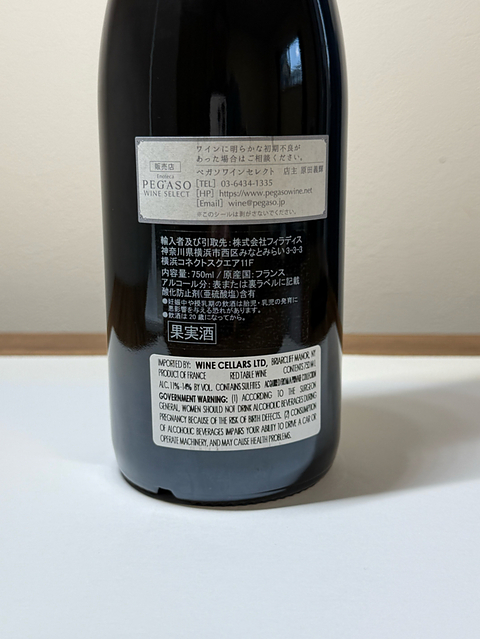 ワインに明らかな初期不良が
あった場合はご相談ください。
販売店
Enoteca
PEGASO
WINE SELECT
ペガソワインセレクト 店主 原田義輝
[TEL] 03-6434-1335
[HP] https://www.pegasowine.net
[Email] wine@pegaso.jp
※このシールは剥がさないでください。
輸入者及び引取先：株式会社フィラディス
神奈川県横浜市西区みなとみらい3-3-3
横浜コネクトスクエア11F
内容量：750ml / 原産国：フランス
アルコール分：表または裏ラベルに記載
酸化防止剤(亜硫酸塩)含有
●妊娠中や授乳期の飲酒は胎児・乳児の発育に
悪影響を与える恐れがあります。
●飲酒は20歳になってから。
果実酒
IMPORTED BY: WINE CELLARS LTD, BRIARCLIFF MANOR, NY
PRODUCT OF FRANCE RED TABLE WINE CONTENTS 750 ML
ALC. 11% - 14% BY VOL. CONTAINS SULFITES ACQUIRED FROM A PRIVATE COLLECTION
GOVERNMENT WARNING: (1) ACCORDING TO THE SURGEON
GENERAL, WOMEN SHOULD NOT DRINK ALCOHOLIC BEVERAGES DURING
PREGNANCY BECAUSE OF THE RISK OF BIRTH DEFECTS. (2) CONSUMPTION
OF ALCOHOLIC BEVERAGES IMPAIRS YOUR ABILITY TO DRIVE A CAR OR
OPERATE MACHINERY, AND MAY CAUSE HEALTH PROBLEMS.